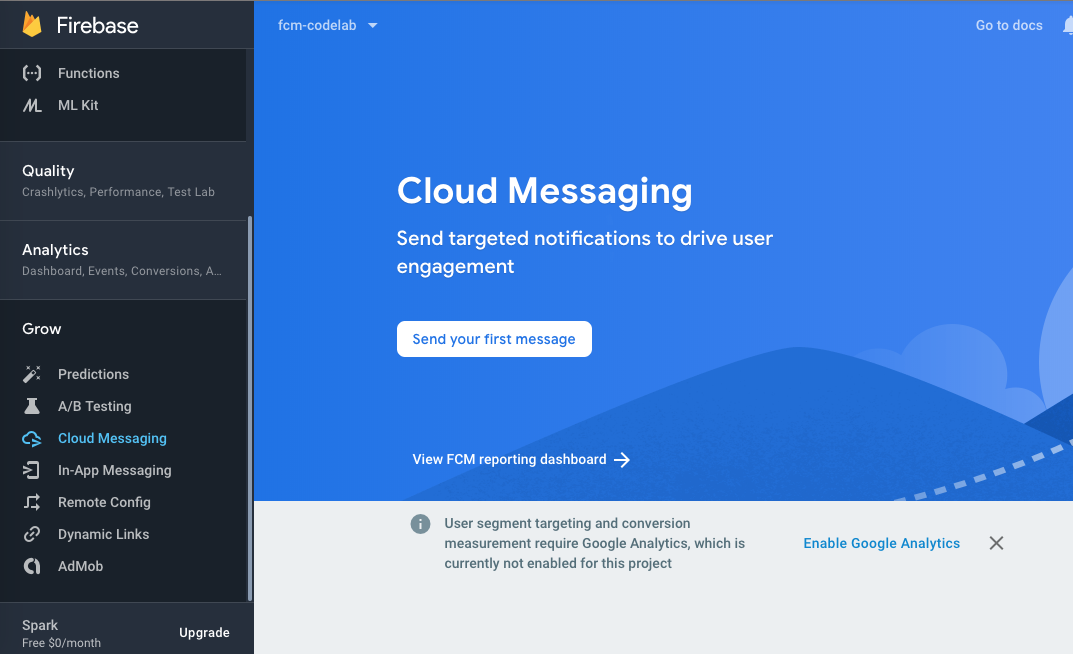 Firebase
fcm-codelab
Go to docs
Functions
ML Kit
Quality
Crashlytics, Performance, Test Lab
Analytics
Dashboard, Events, Conversions, A...
Grow
Predictions
A/B Testing
Cloud Messaging
In-App Messaging
Remote Config
Dynamic Links
AdMob
Spark
Free $0/month
Upgrade
Cloud Messaging
Send targeted notifications to drive user
engagement
Send your first message
View FCM reporting dashboard
User segment targeting and conversion
measurement require Google Analytics, which is
currently not enabled for this project
Enable Google Analytics